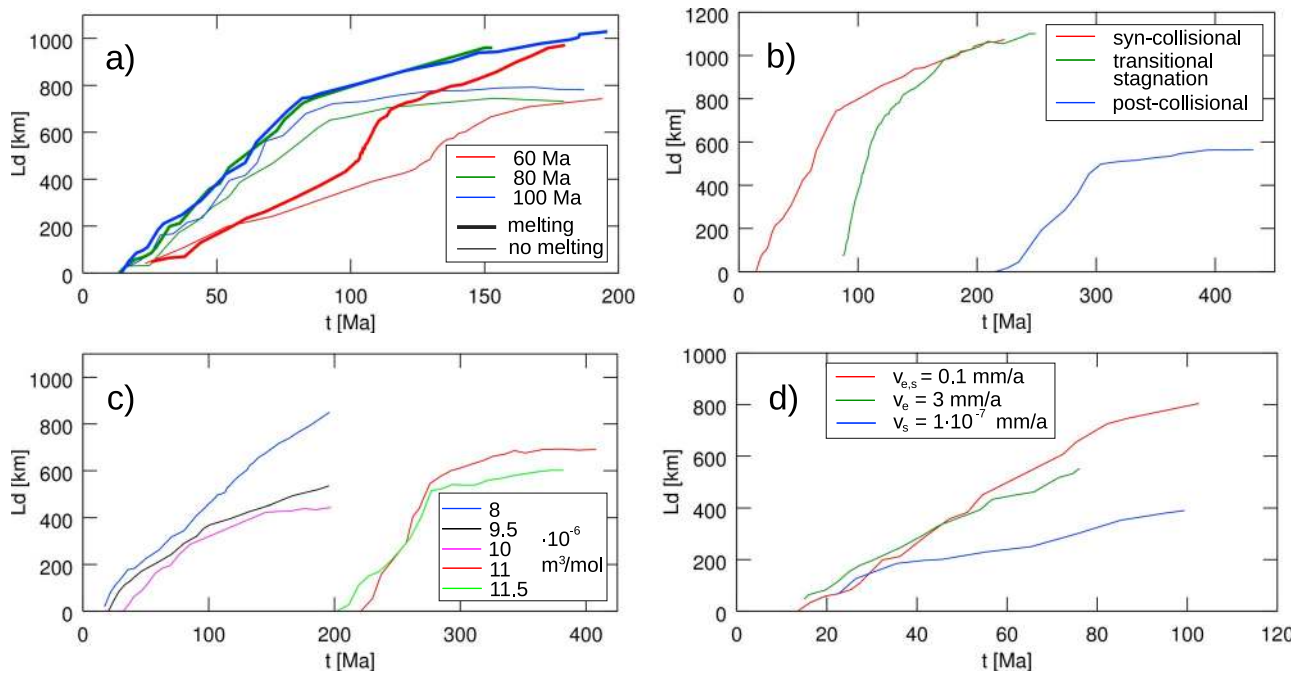 a)
1000
800
600
400
200
0
Ld [km]
0
50
100
150
200
t [Ma]
60 Ma
80 Ma
100 Ma
melting
no melting
b)
1200
1000
800
600
400
200
0
Ld [km]
0
100
200
300
400
t [Ma]
syn-collisional
transitional
stagnation
post-collisional
c)
1000
800
600
400
200
0
Ld [km]
0
100
200
300
400
t [Ma]
8
9.5
10
11
11.5
·10⁻⁶
m³/mol
d)
1000
800
600
400
200
0
Ld [km]
0
20
40
60
80
100
120
t [Ma]
vₑ,ₛ = 0.1 mm/a
vₑ = 3 mm/a
vₛ = 1·10⁻⁷ mm/a